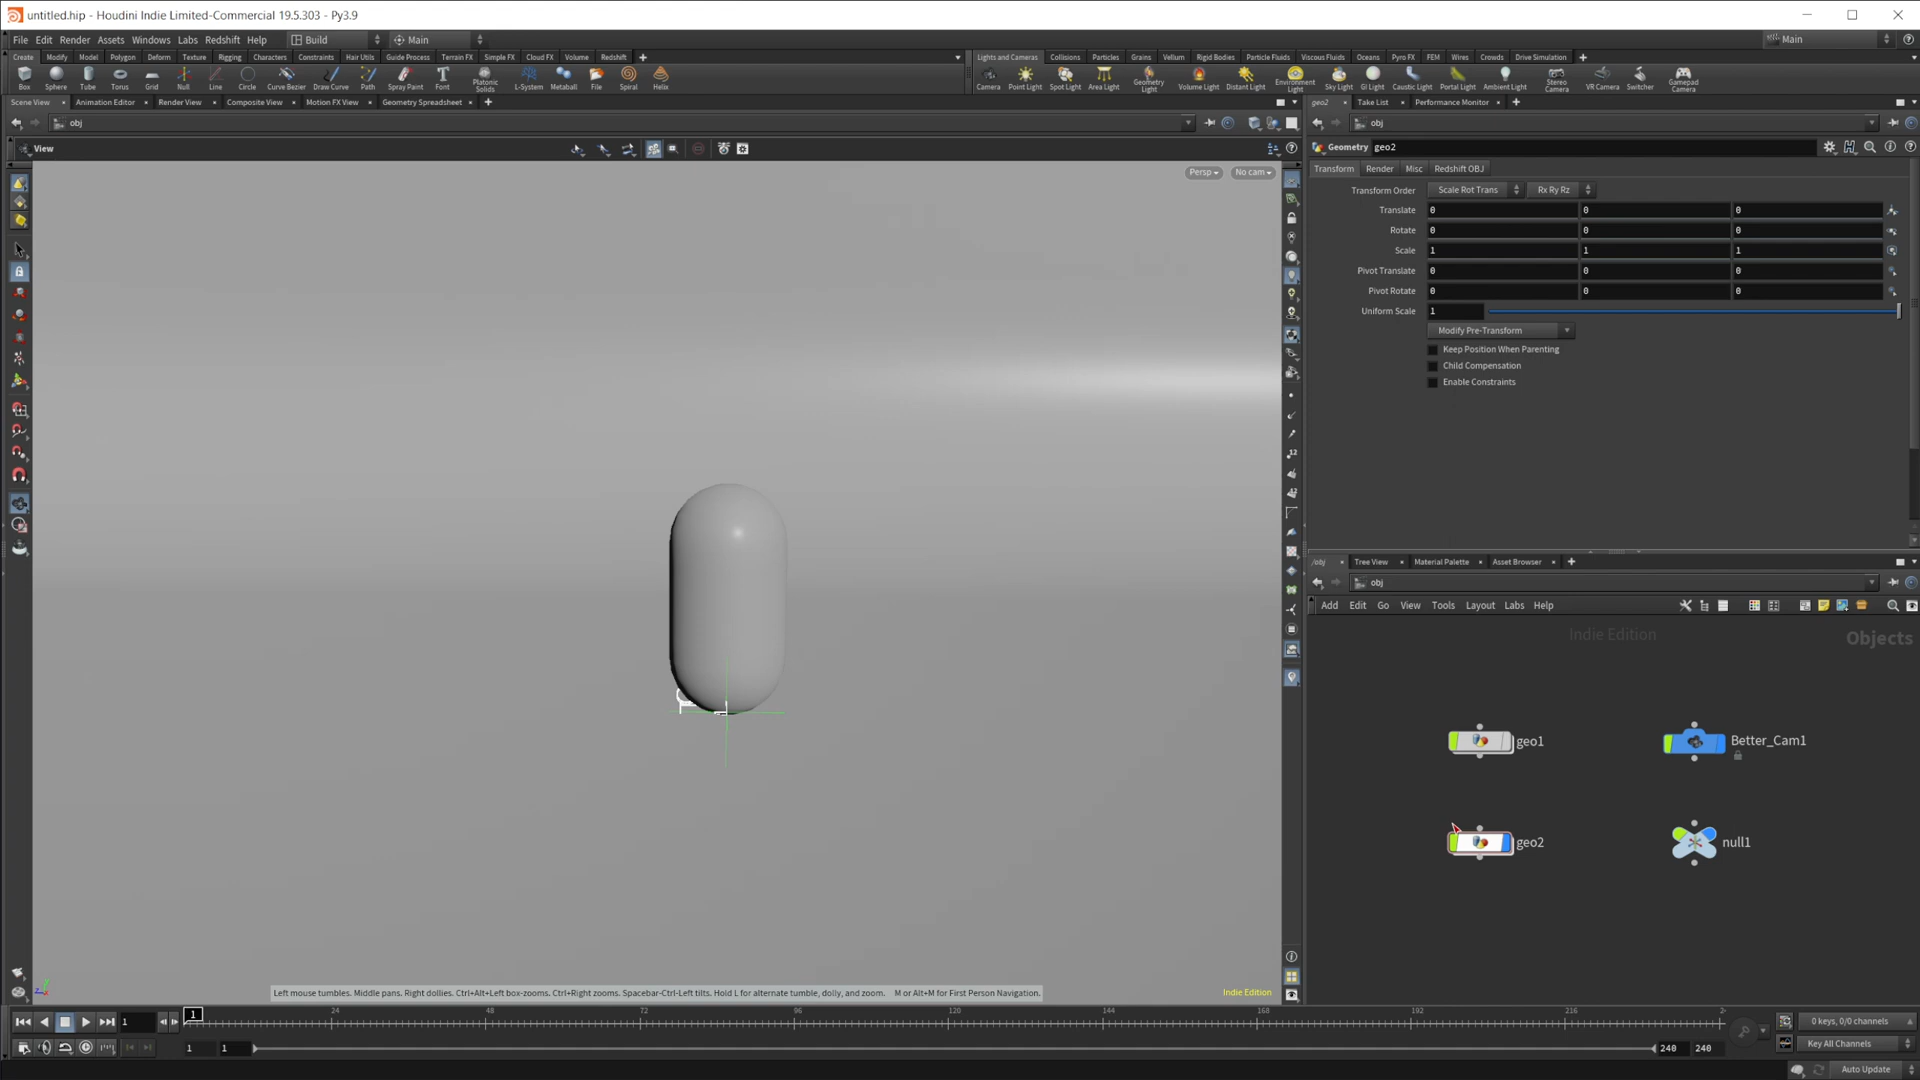 untitled.hip - Houdini Indie Limited-Commercial 19.5.303 - Py3.9
File Edit Render Assets Windows Labs Redshift Help Build Main Main
Create Modify Model Polygon Deform Texture Rigging Characters Constraints Hair Utils Guide Process Terrain FX Simple FX Cloud FX Volume Redshift
Lights and Cameras Collisions Particles Grains Vellum Rigid Bodies Particle Fluids Viscous Fluids Oceans Pyro FX FEM Wires Crowds Drive Simulation
Box Sphere Tube Torus Grid Null Line Circle Curve Bezier Draw Curve Path Spray Paint Font Platonic Solids L-System Metaball File Spiral Helix
Camera Point Light Spot Light Area Light Geometry Light Volume Light Distant Light Environment Light Sky Light GI Light Caustic Light Portal Light Ambient Light Stereo Camera VR Camera Switcher Gamepad Camera
Scene View Animation Editor Render View Composite View Motion FX View Geometry Spreadsheet
geo2 Take List Performance Monitor
obj
obj
View
Persp No cam
Geometry geo2
Transform Render Misc Redshift OBJ
Transform Order Scale Rot Trans Rx Ry Rz
Translate 0 0 0
Rotate 0 0 0
Scale 1 1 1
Pivot Translate 0 0 0
Pivot Rotate 0 0 0
Uniform Scale 1
Modify Pre-Transform
Keep Position When Parenting
Child Compensation
Enable Constraints
/obj Tree View Material Palette Asset Browser
obj
Add Edit Go View Tools Layout Labs Help
Indie Edition Objects
geo1 Better_Cam1
geo2 null1
Left mouse tumbles. Middle pans. Right dollies. Ctrl+Alt+Left box-zooms. Ctrl+Right zooms. Spacebar-Ctrl-Left tilts. Hold L for alternate tumble, dolly, and zoom. M or Alt+M for First Person Navigation.
Indie Edition
1 1 24 48 72 96 120 144 168 192 216
0 keys, 0/0 channels
1 1 240 240 Key All Channels
Auto Update